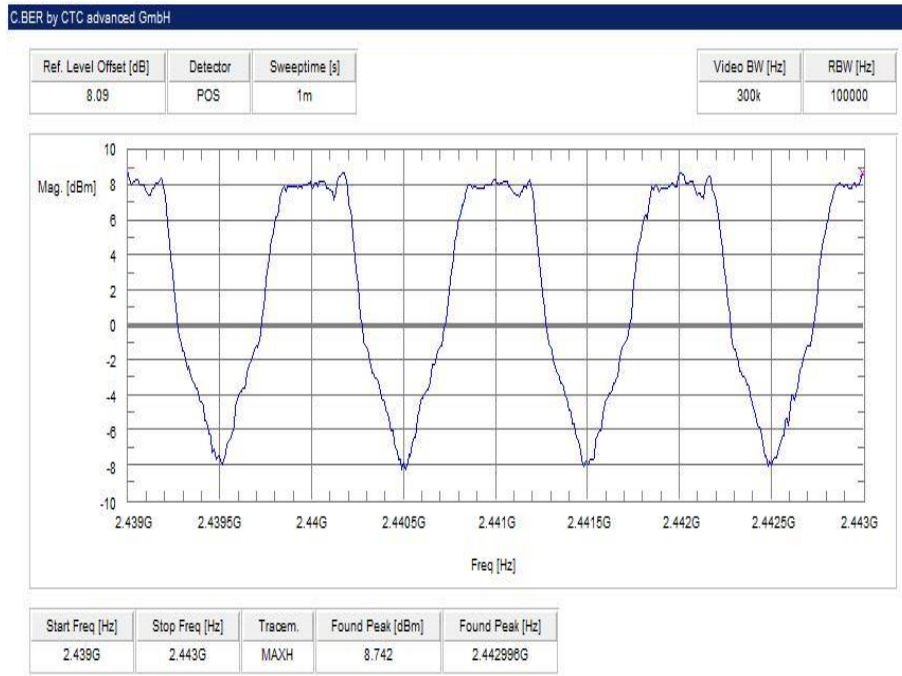 C.BER by CTC advanced GmbH
Ref. Level Offset [dB] Detector Sweeptime [s] Video BW [Hz] RBW [Hz]
8.09 POS 1m 300k 100000
10
Mag. [dBm] 8
6
4
2
0
-2
-4
-6
-8
-10
2.439G 2.4395G 2.44G 2.4405G 2.441G 2.4415G 2.442G 2.4425G 2.443G
Freq [Hz]
Start Freq [Hz] Stop Freq [Hz] Tracem. Found Peak [dBm] Found Peak [Hz]
2.439G 2.443G MAXH 8.742 2.442996G